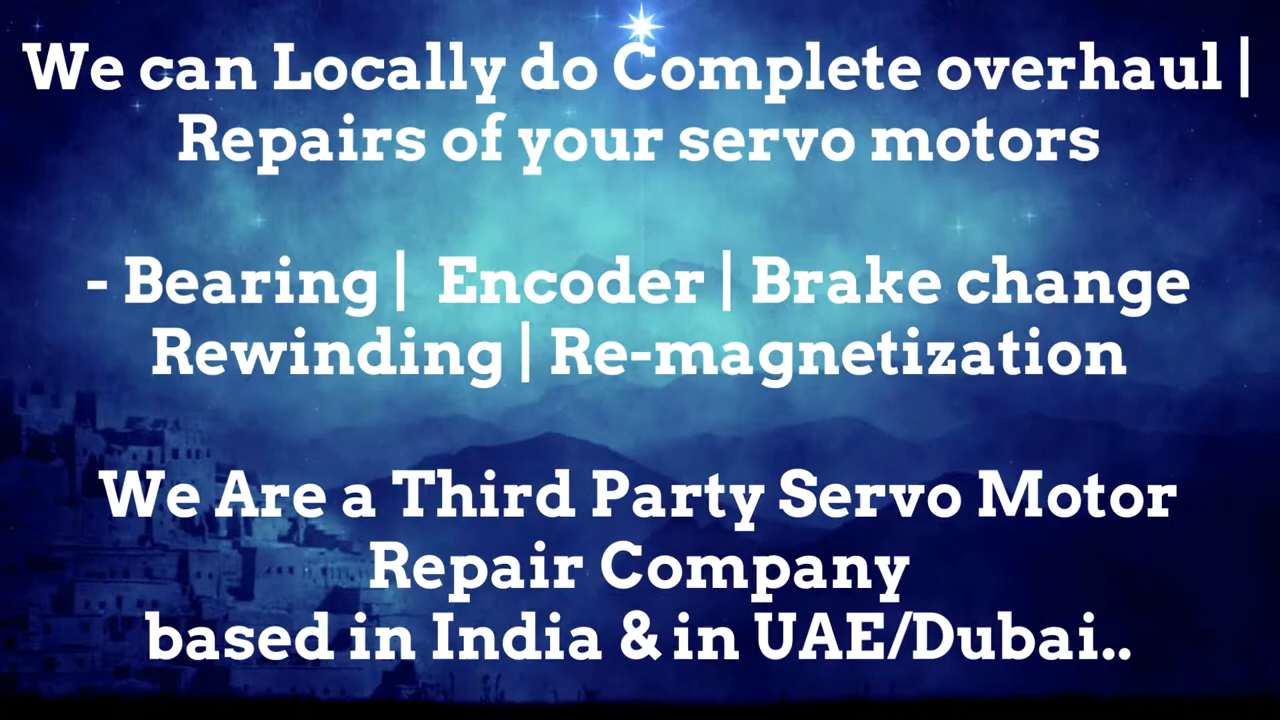 We can Locally do Complete overhaul |
Repairs of your servo motors
- Bearing | Encoder | Brake change
Rewinding | Re-magnetization
We Are a Third Party Servo Motor
Repair Company
based in India & in UAE/Dubai..